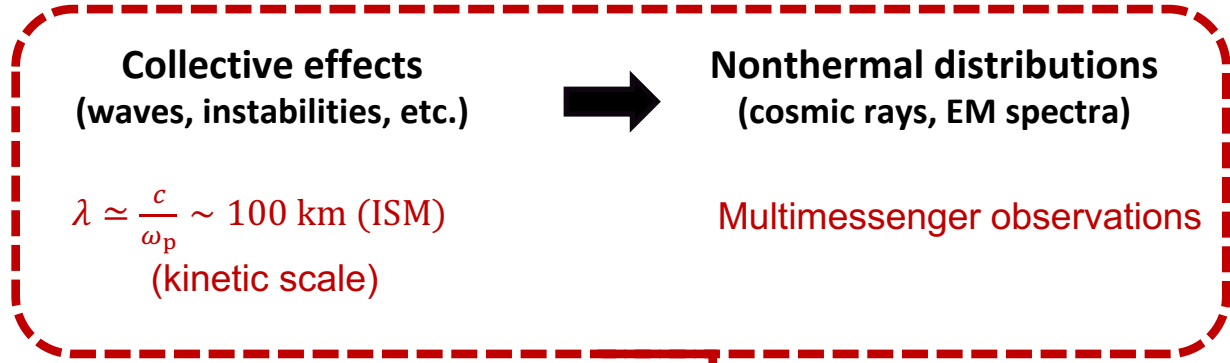 Collective effects
(waves, instabilities, etc.)
Nonthermal distributions
(cosmic rays, EM spectra)
λ ≃ c/ωp ~ 100 km (ISM)
(kinetic scale)
Multimessenger observations